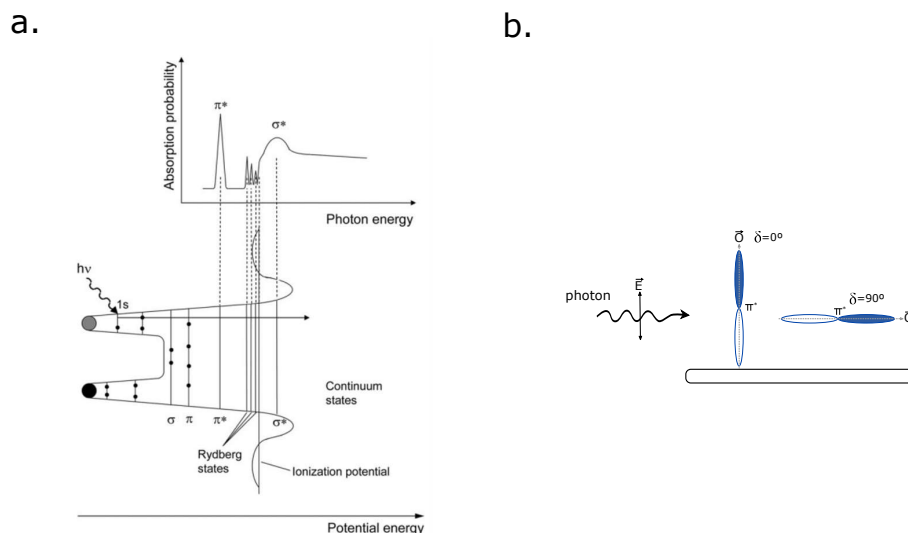 a.
Absorption probability
π*
σ*
Photon energy
hν
1s
Continuum
states
σ
π
π*
σ*
Rydberg
states
Ionization potential
Potential energy
b.
photon
E⃗
O⃗ δ=0º
π*
δ=90º
π*